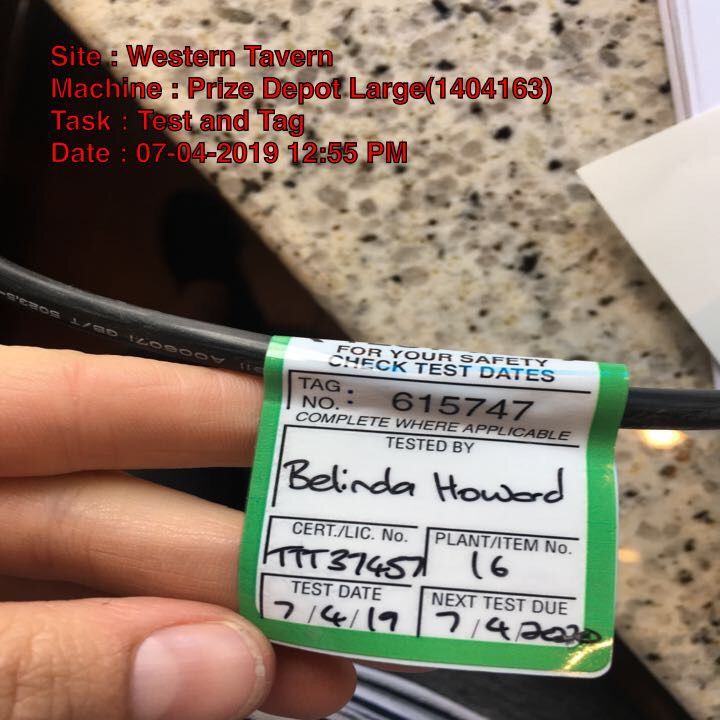 Site : Western Tavern
Machine : Prize Depot Large(1404163)
Task : Test and Tag
Date : 07-04-2019 12:55 PM
FOR YOUR SAFETY
CHECK TEST DATES
TAG NO. : 615747
COMPLETE WHERE APPLICABLE
TESTED BY
Belinda Howard
CERT./LIC. No. PLANT/ITEM No.
TTT37457 16
TEST DATE NEXT TEST DUE
7/4/19 7/4/2020